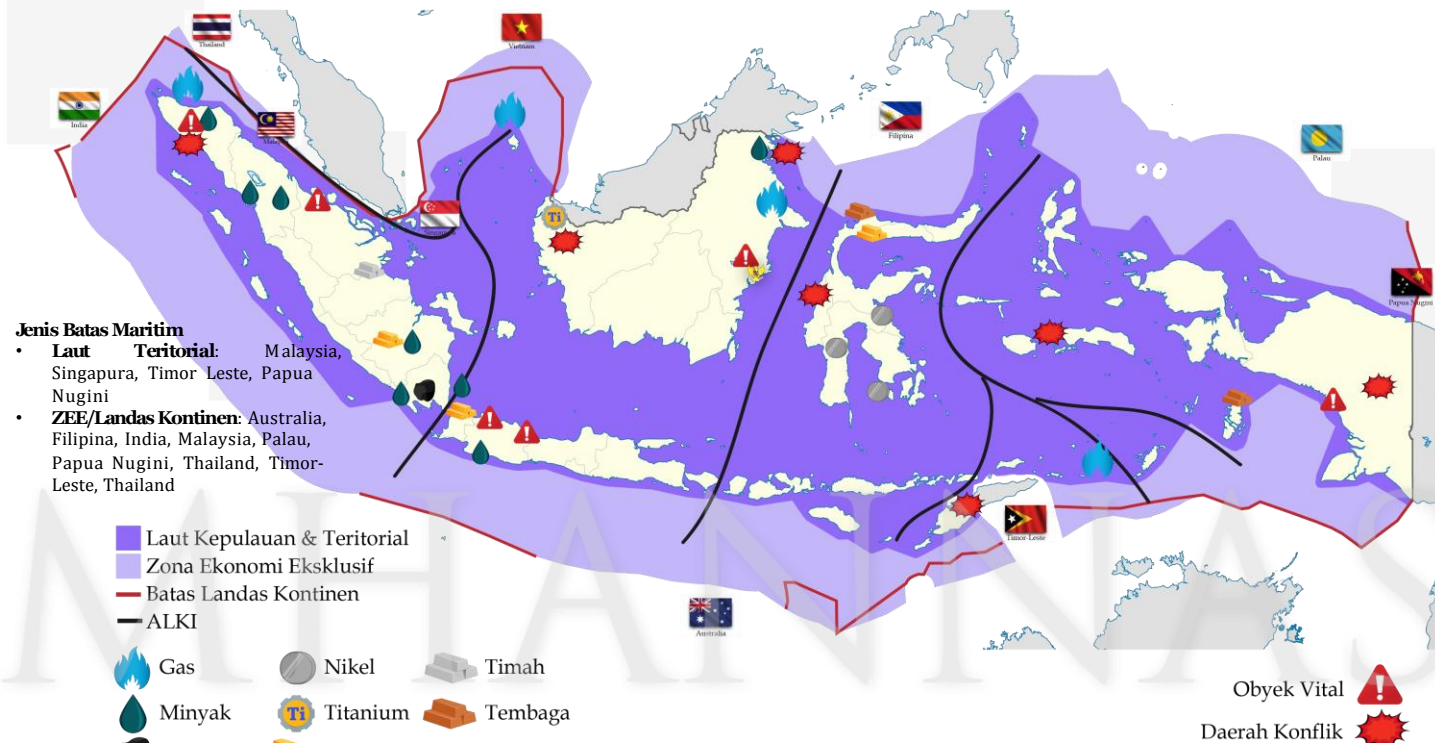 Thailand
Vietnam
India
Filipina
Palau
Ti
Papua Nugini
Jenis Batas Maritim
• Laut Teritorial: Malaysia,
Singapura, Timor Leste, Papua
Nugini
• ZEE/Landas Kontinen: Australia,
Filipina, India, Malaysia, Palau,
Papua Nugini, Thailand, Timor-
Leste, Thailand
Timor-Leste
Australia
Laut Kepulauan & Teritorial
Zona Ekonomi Eksklusif
Batas Landas Kontinen
ALKI
Gas
Nikel
Timah
Minyak
Ti Titanium
Tembaga
Obyek Vital
Daerah Konflik
MHANNAS